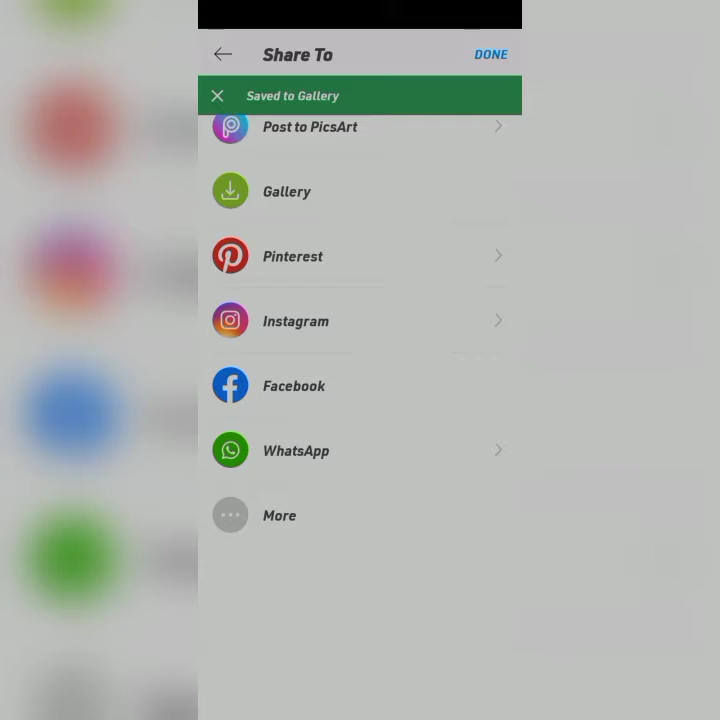 Share To
DONE
Saved to Gallery
Post to PicsArt
Gallery
Pinterest
Instagram
Facebook
WhatsApp
More